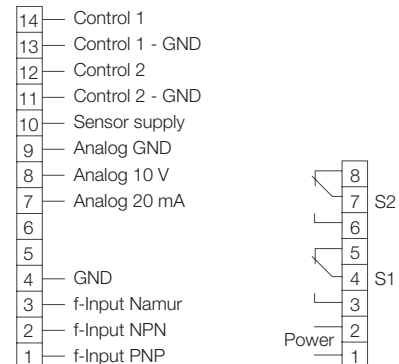 14 Control 1
13 Control 1 - GND
12 Control 2
11 Control 2 - GND
10 Sensor supply
9 Analog GND
8 Analog 10 V
7 Analog 20 mA
6
5
4 GND
3 f-Input Namur
2 f-Input NPN
1 f-Input PNP
8
7 S2
6
5
4 S1
3
Power 2
1